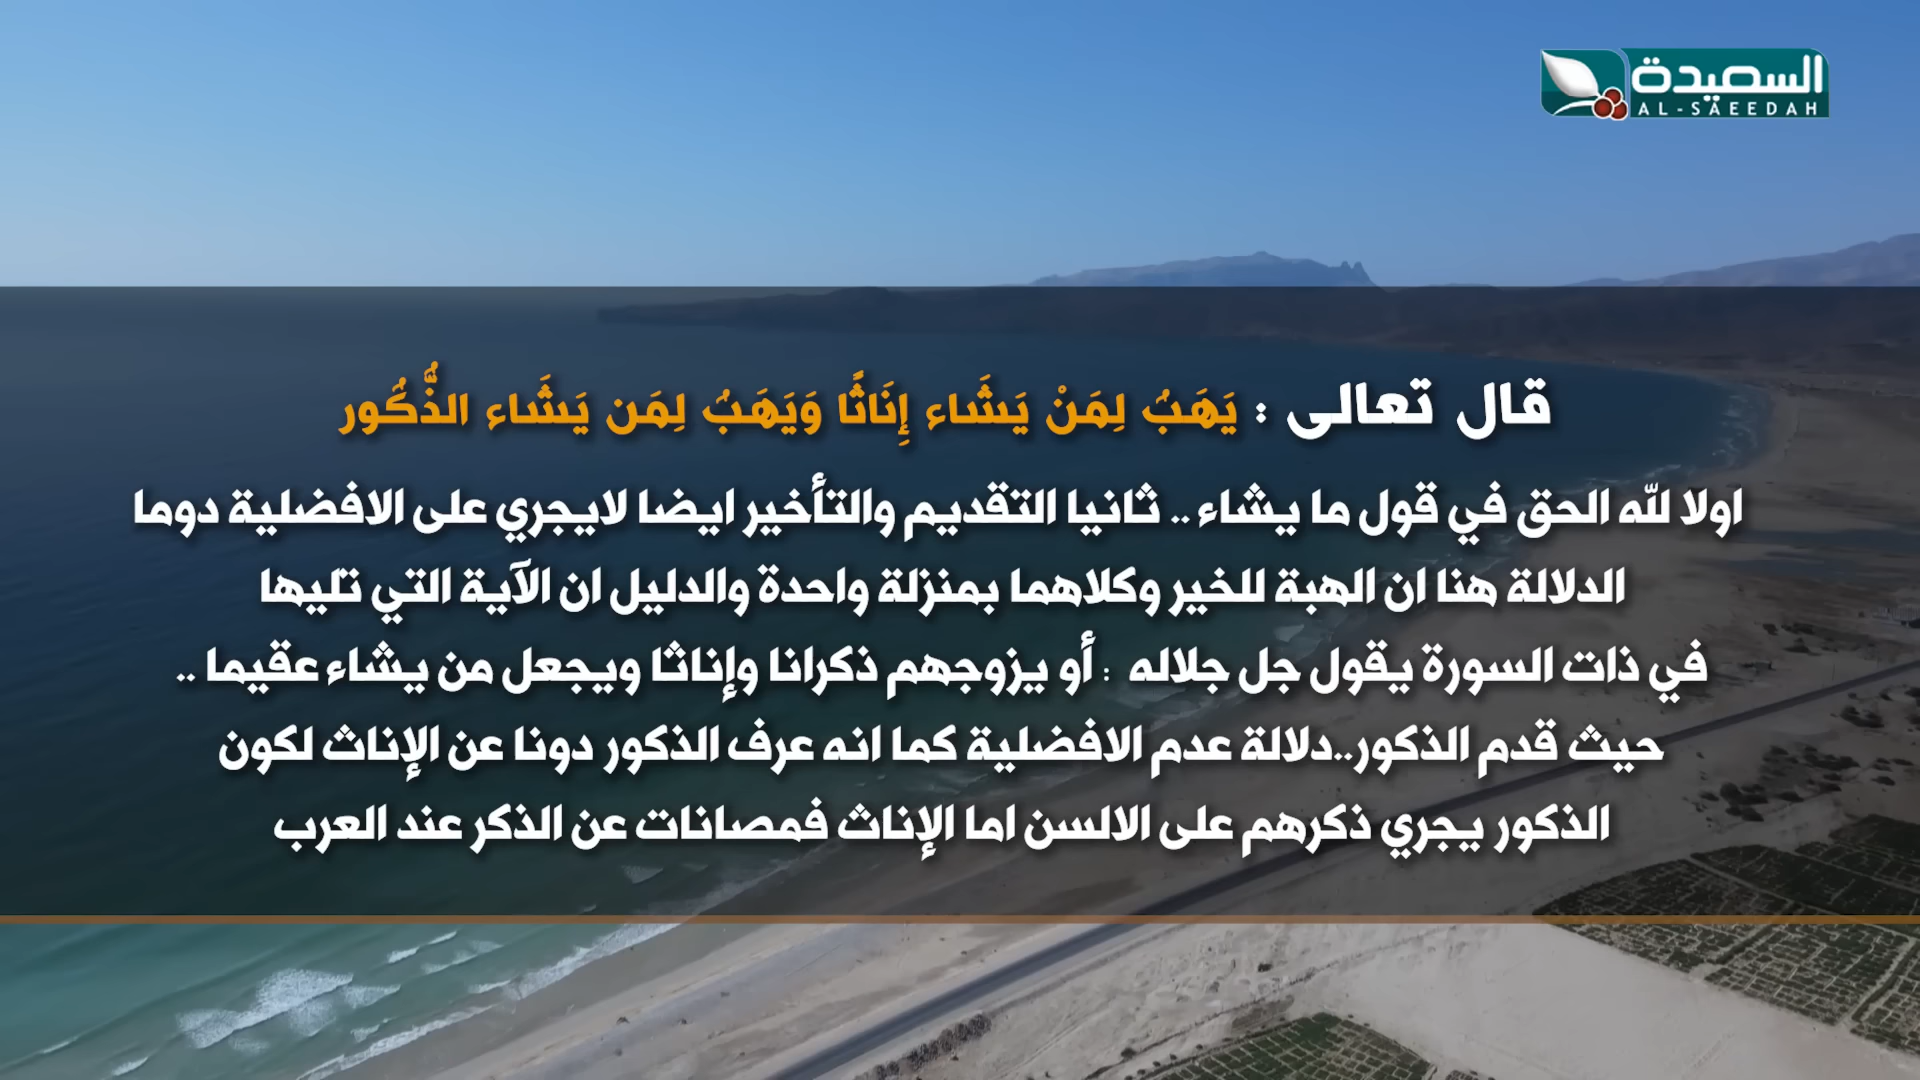 السعيدة
AL-SAEEDAH
قال تعالى : يَهَبُ لِمَنْ يَشَاء إِنَاثًا وَيَهَبُ لِمَن يَشَاء الذُّكُور
اولا لله الحق في قول ما يشاء .. ثانيا التقديم والتأخير ايضا لايجري على الافضلية دوما
الدلالة هنا ان الهبة للخير وكلاهما بمنزلة واحدة والدليل ان الآية التي تليها
في ذات السورة يقول جل جلاله : أو يزوجهم ذكرانا وإناثا ويجعل من يشاء عقيما ..
حيث قدم الذكور..دلالة عدم الافضلية كما انه عرف الذكور دونا عن الإناث لكون
الذكور يجري ذكرهم على الالسن اما الإناث فمصانات عن الذكر عند العرب